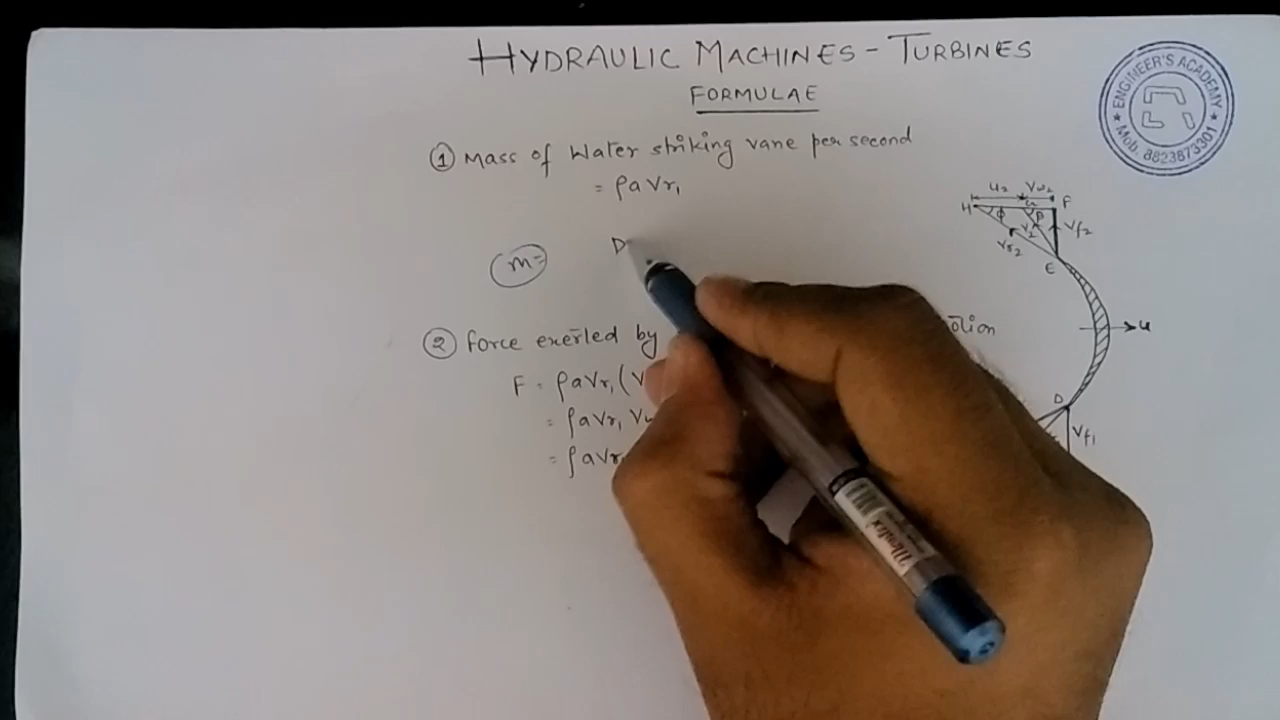 HYDRAULIC MACHINES - TURBINES
FORMULAE
ENGINEER'S ACADEMY
Mob. 8823873301
① Mass of Water striking vane per second
= ρaVr₁
m=
D
② Force exerted by
F = ρaVr₁ (V
= ρaVr₁
= ρaVr₁
u₂ Vw₂
H G F
φ β
V₂ Vf₂
Vr₂
E
u
D
Vf₁